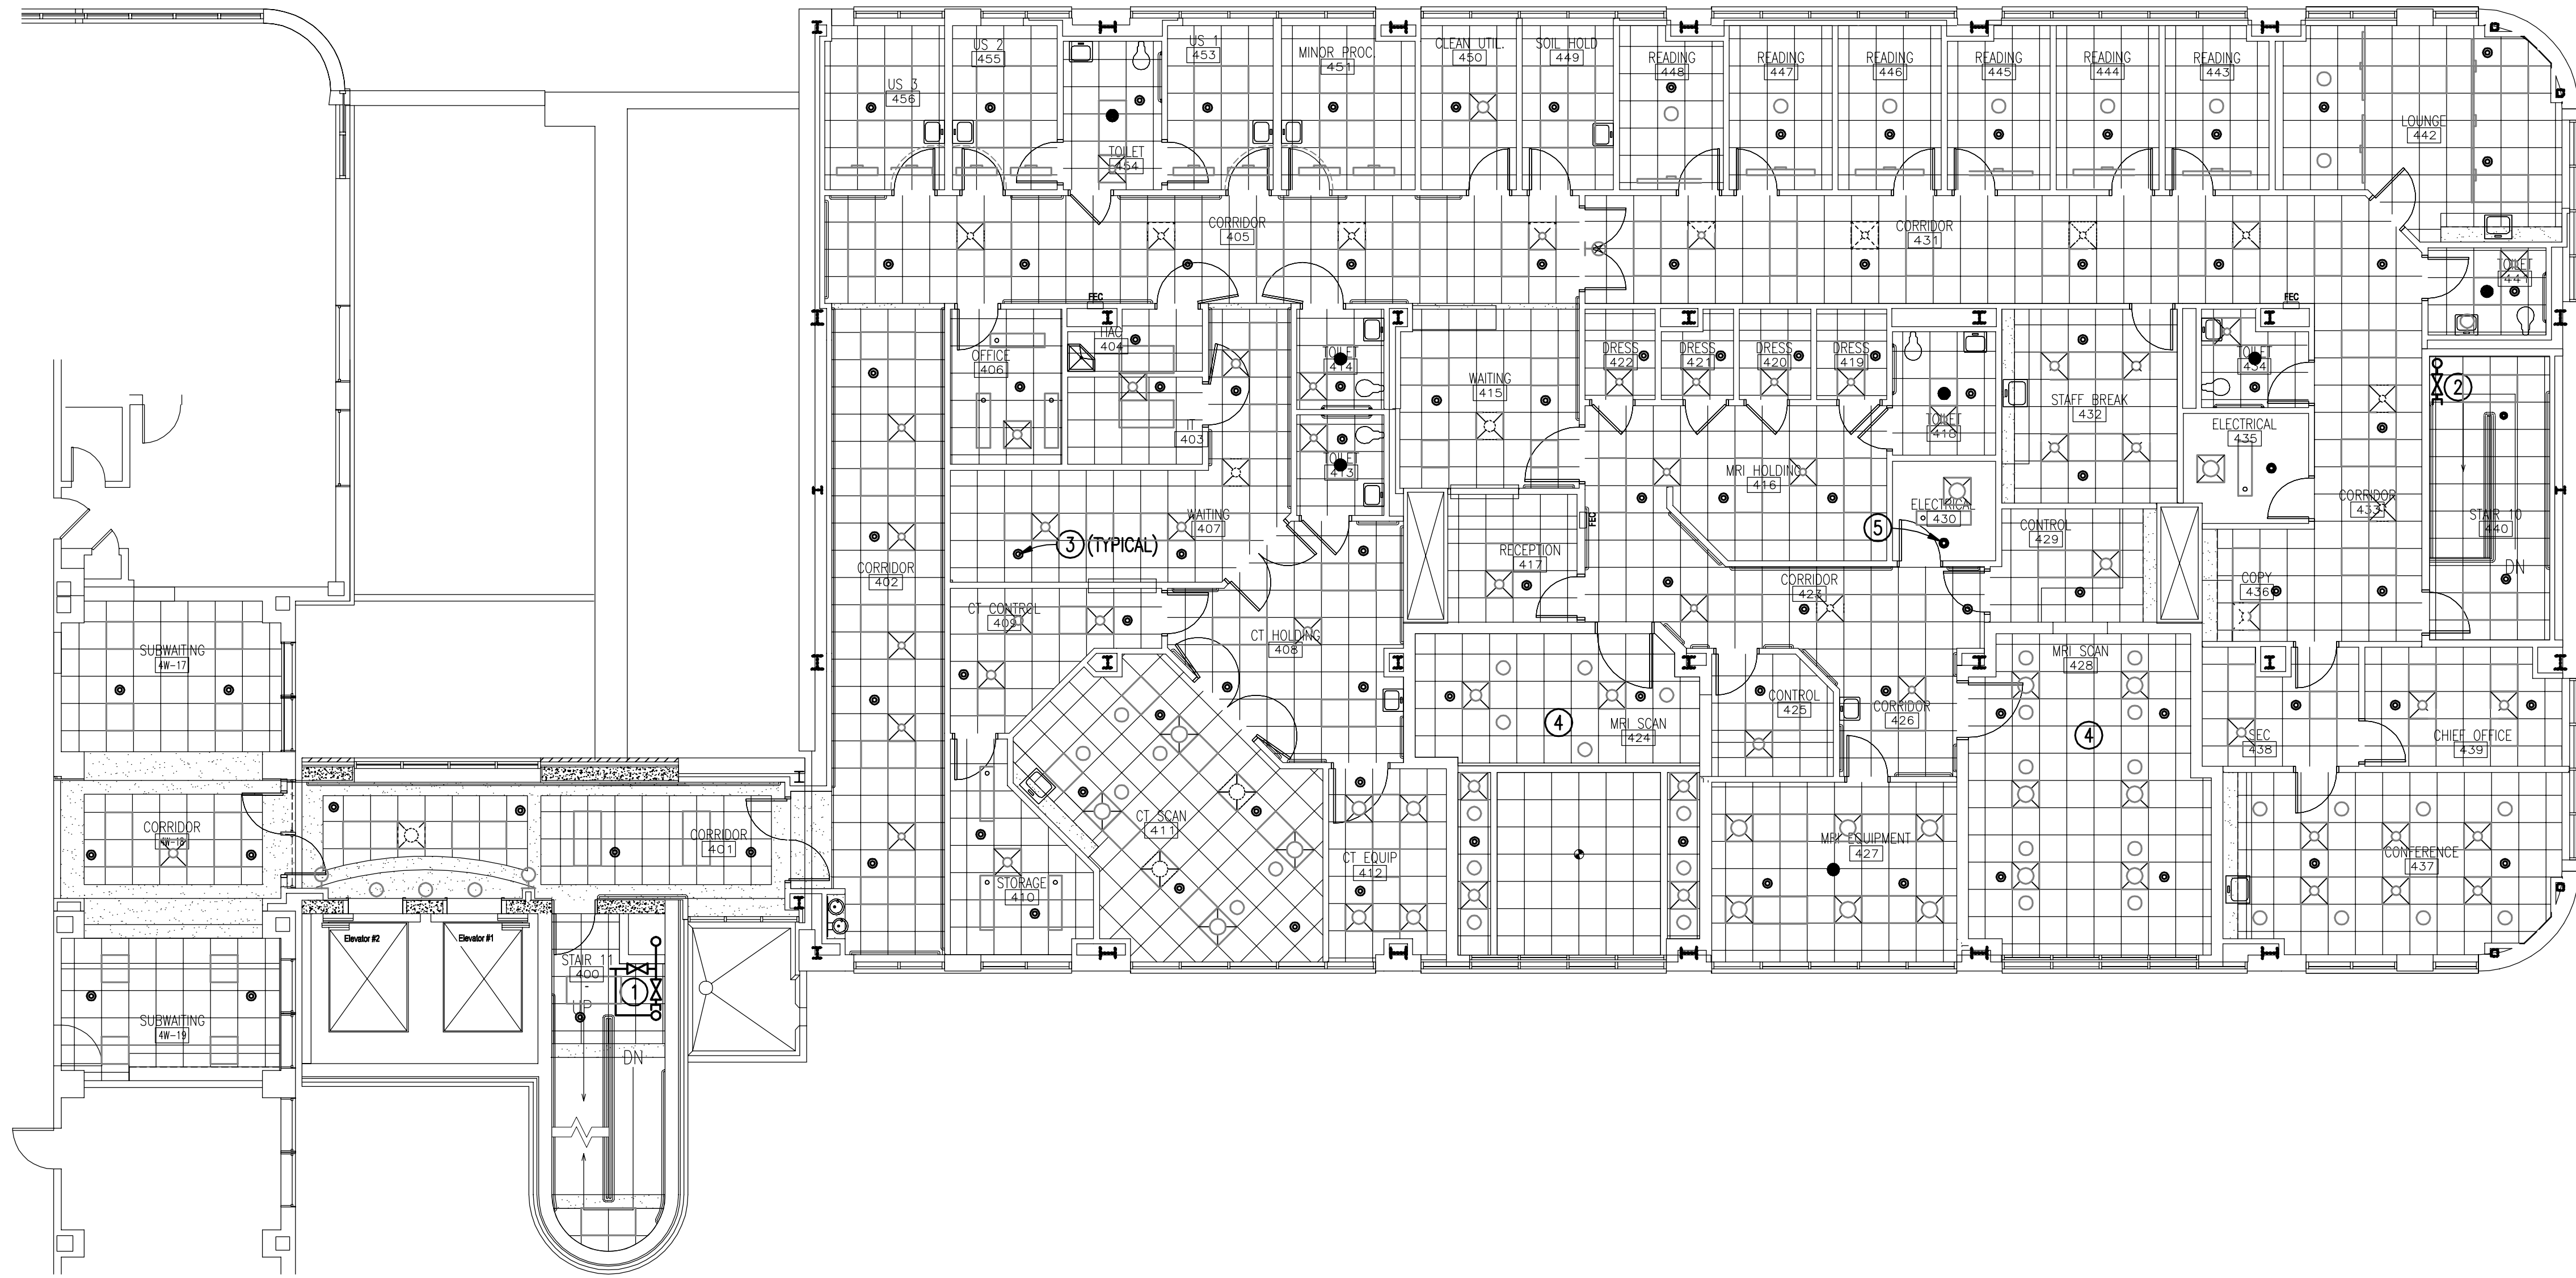 US 3
456
US 2
455
TOILET
454
US 1
453
MINOR PROC.
451
CLEAN UTIL.
450
SOIL HOLD
449
READING
448
READING
447
READING
446
READING
445
READING
444
READING
443
LOUNGE
442
CORRIDOR
405
CORRIDOR
431
TOILET
441
FEC
FEC
OFFICE
406
HAC
404
IT
403
TOILET
414
TOILET
413
WAITING
415
DRESS
422
DRESS
421
DRESS
420
DRESS
419
TOILET
418
STAFF BREAK
432
TOILET
434
ELECTRICAL
435
2
MRI HOLDING
416
WAITING
407
3 (TYPICAL)
CORRIDOR
402
RECEPTION
417
FEC
5
ELECTRICAL
430
CONTROL
429
CORRIDOR
433
STAIR 10
440
DN
COPY
436
CORRIDOR
423
CT CONTROL
409
CT HOLDING
408
SUBWAITING
4W-17
MRI SCAN
424
4
CONTROL
425
CORRIDOR
426
MRI SCAN
428
4
SEC
438
CHIEF OFFICE
439
CORRIDOR
4W-18
CORRIDOR
401
CT SCAN
411
CT EQUIP
412
MRI EQUIPMENT
427
CONFERENCE
437
STORAGE
410
Elevator #2
Elevator #1
STAIR 11
400
UP
1
DN
SUBWAITING
4W-19